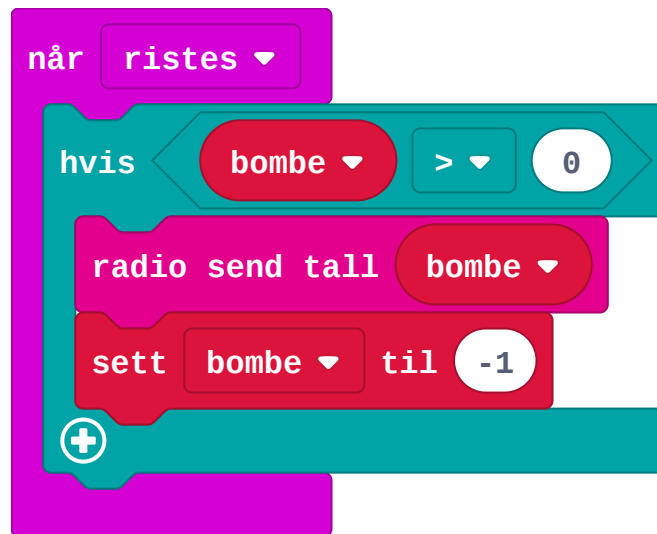 når ristes
hvis bombe > 0
radio send tall bombe
sett bombe til -1